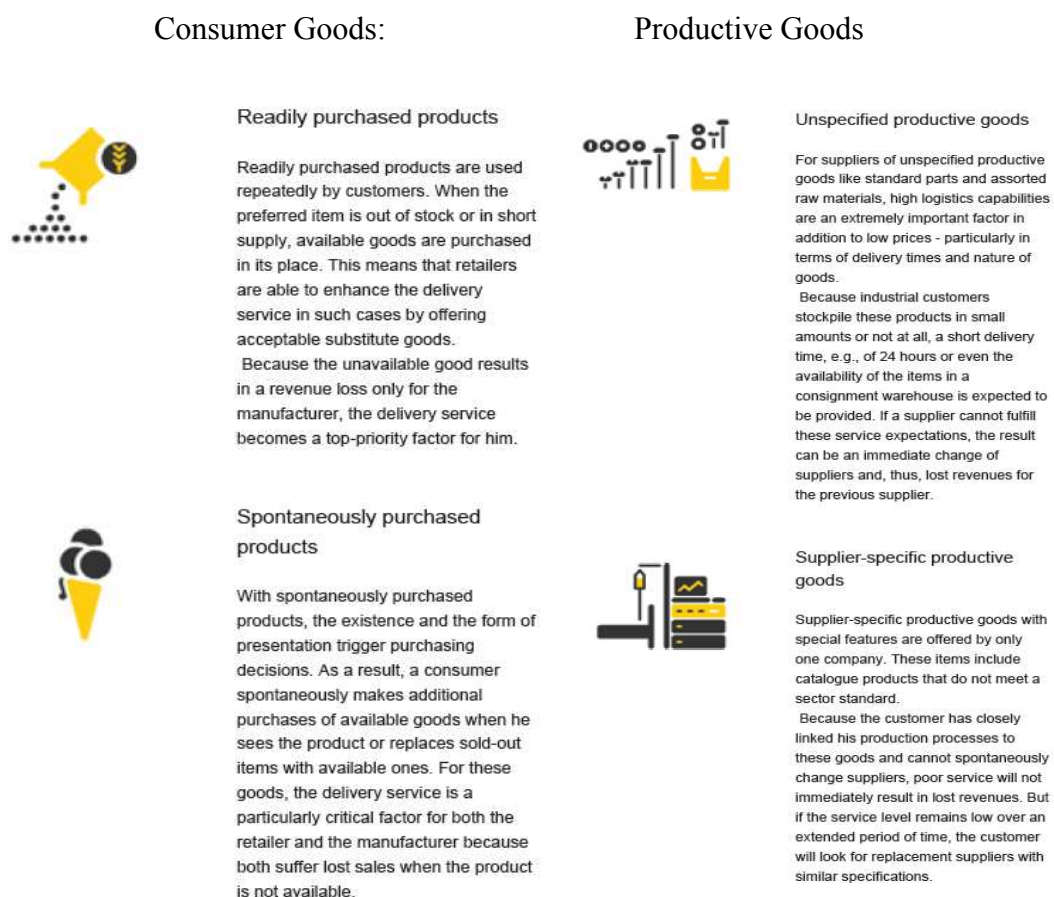 Consumer Goods:
Productive Goods
Readily purchased products
Readily purchased products are used
repeatedly by customers. When the
preferred item is out of stock or in short
supply, available goods are purchased
in its place. This means that retailers
are able to enhance the delivery
service in such cases by offering
acceptable substitute goods.
Because the unavailable good results
in a revenue loss only for the
manufacturer, the delivery service
becomes a top-priority factor for him.
Spontaneously purchased
products
With spontaneously purchased
products, the existence and the form of
presentation trigger purchasing
decisions. As a result, a consumer
spontaneously makes additional
purchases of available goods when he
sees the product or replaces sold-out
items with available ones. For these
goods, the delivery service is a
particularly critical factor for both the
retailer and the manufacturer because
both suffer lost sales when the product
is not available.
Unspecified productive goods
For suppliers of unspecified productive
goods like standard parts and assorted
raw materials, high logistics capabilities
are an extremely important factor in
addition to low prices - particularly in
terms of delivery times and nature of
goods.
Because industrial customers
stockpile these products in small
amounts or not at all, a short delivery
time, e.g., of 24 hours or even the
availability of the items in a
consignment warehouse is expected to
be provided. If a supplier cannot fulfill
these service expectations, the result
can be an immediate change of
suppliers and, thus, lost revenues for
the previous supplier.
Supplier-specific productive
goods
Supplier-specific productive goods with
special features are offered by only
one company. These items include
catalogue products that do not meet a
sector standard.
Because the customer has closely
linked his production processes to
these goods and cannot spontaneously
change suppliers, poor service will not
immediately result in lost revenues. But
if the service level remains low over an
extended period of time, the customer
will look for replacement suppliers with
similar specifications.